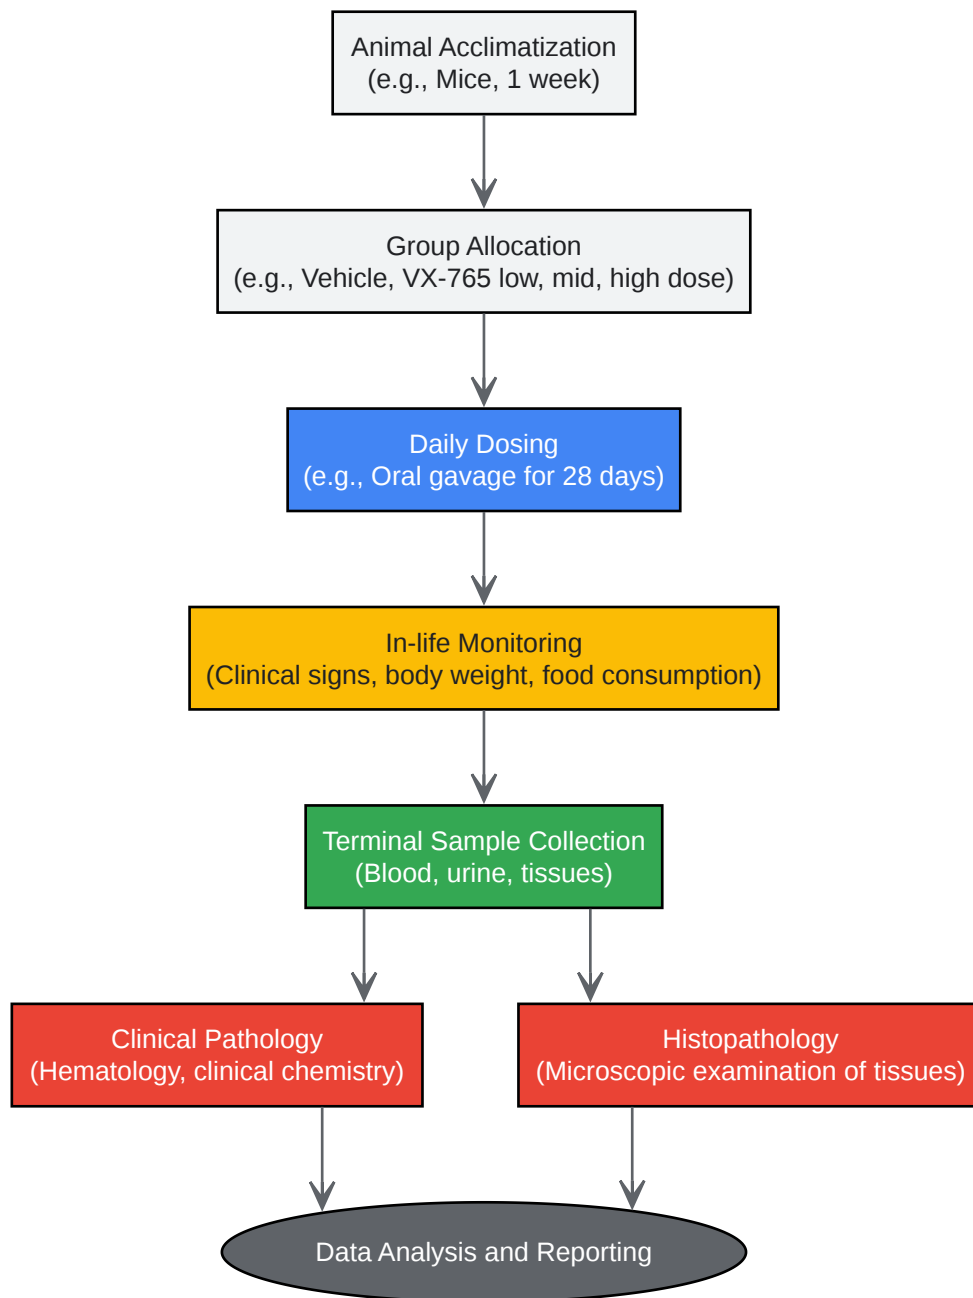 Animal Acclimatization
(e.g., Mice, 1 week)
Group Allocation
(e.g., Vehicle, VX-765 low, mid, high dose)
Daily Dosing
(e.g., Oral gavage for 28 days)
In-life Monitoring
(Clinical signs, body weight, food consumption)
Terminal Sample Collection
(Blood, urine, tissues)
Clinical Pathology
(Hematology, clinical chemistry)
Histopathology
(Microscopic examination of tissues)
Data Analysis and Reporting